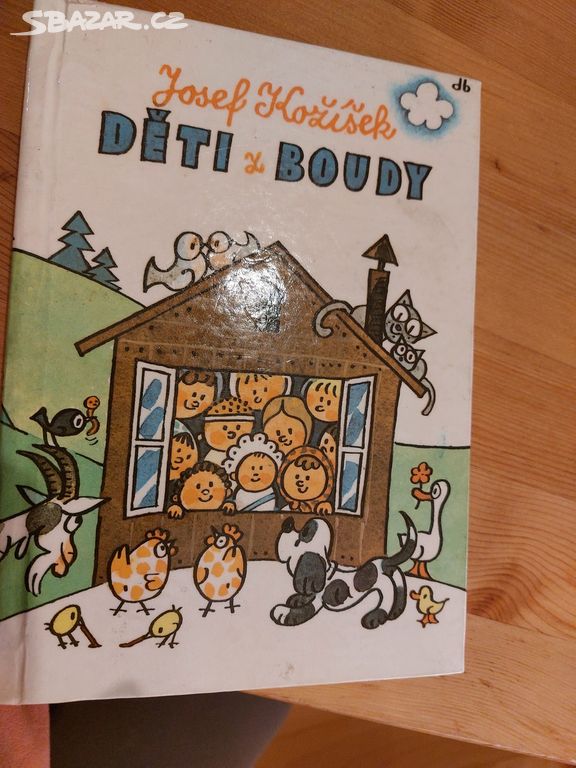 SBAZAR.CZ
db
Josef Kožíšek
DĚTI z BOUDY